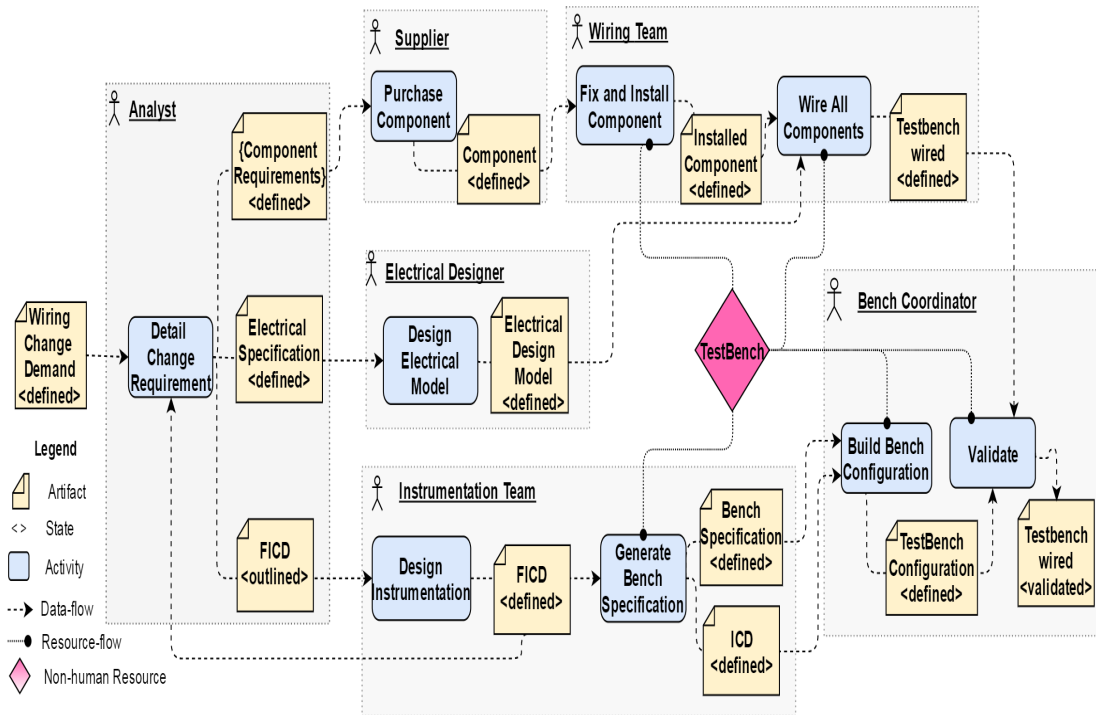 Supplier
Purchase
Component
Component
<defined>
Wiring Team
Fix and Install
Component
Installed
Component
<defined>
Wire All
Components
Testbench
wired
<defined>
Analyst
{Component
Requirements}
<defined>
Wiring
Change
Demand
<defined>
Detail
Change
Requirement
Electrical
Specification
<defined>
FICD
<outlined>
Electrical Designer
Design
Electrical
Model
Electrical
Design
Model
<defined>
TestBench
Bench Coordinator
Build Bench
Configuration
Validate
TestBench
Configuration
<defined>
Testbench
wired
<validated>
Instrumentation Team
Design
Instrumentation
FICD
<defined>
Generate
Bench
Specification
Bench
Specification
<defined>
ICD
<defined>
Legend
Artifact
<> State
Activity
Data-flow
Resource-flow
Non-human Resource